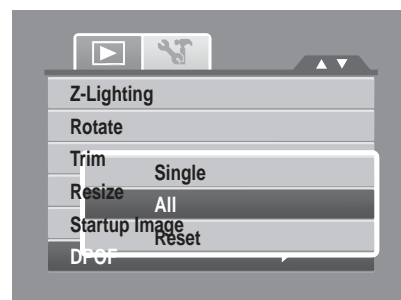 Z-Lighting
Rotate
Trim
Single
Resize
All
Startup Image
Reset
DPOF